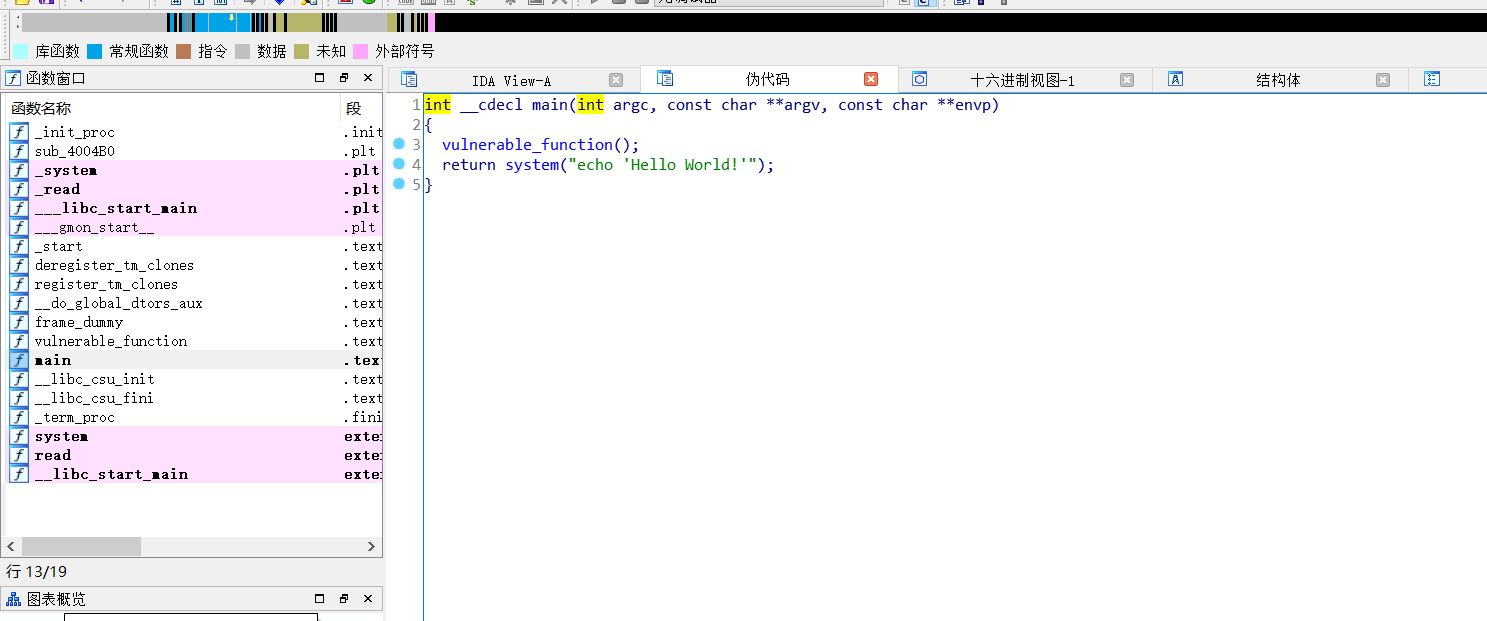 库函数 常规函数 指令 数据 未知 外部符号
函数窗口
函数名称 段
_init_proc .init
sub_4004B0 .plt
_system .plt
_read .plt
___libc_start_main .plt
___gmon_start__ .plt
_start .text
deregister_tm_clones .text
register_tm_clones .text
__do_global_dtors_aux .text
frame_dummy .text
vulnerable_function .text
main .tex
__libc_csu_init .text
__libc_csu_fini .text
_term_proc .fini
system exte
read exte
__libc_start_main exte
行 13/19
图表概览
IDA View-A 伪代码 十六进制视图-1 结构体
1 int __cdecl main(int argc, const char **argv, const char **envp)
2 {
3 vulnerable_function();
4 return system("echo 'Hello World!'");
5 }